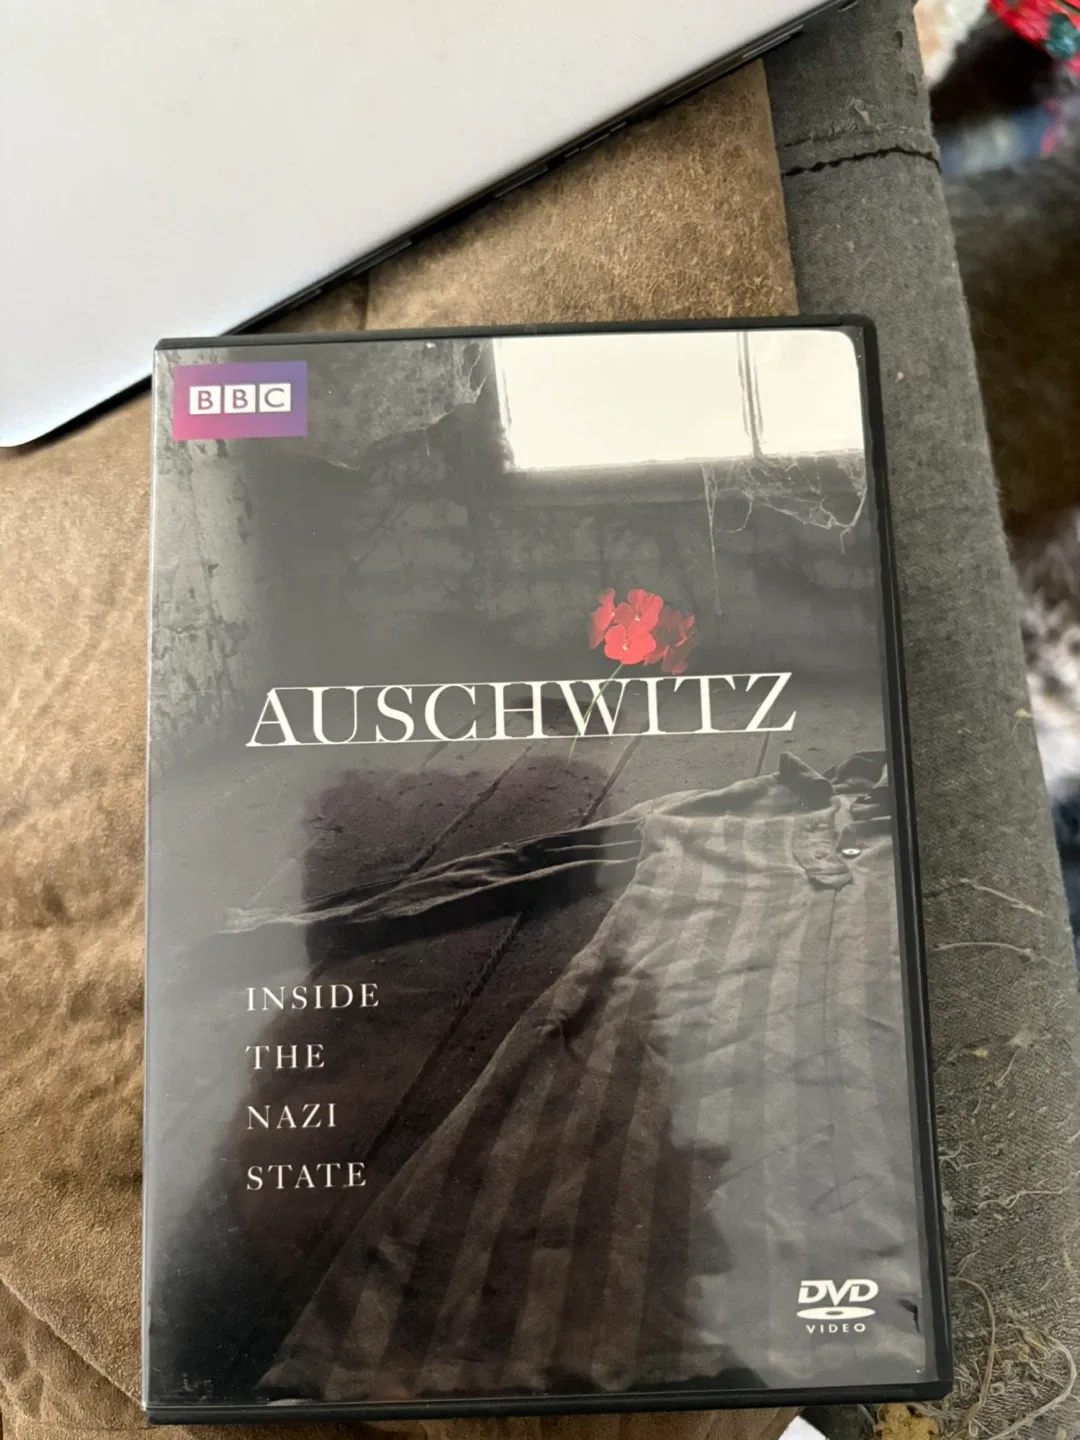 BBC
AUSCHWITZ
INSIDE
THE
NAZI
STATE
DVD
VIDEO